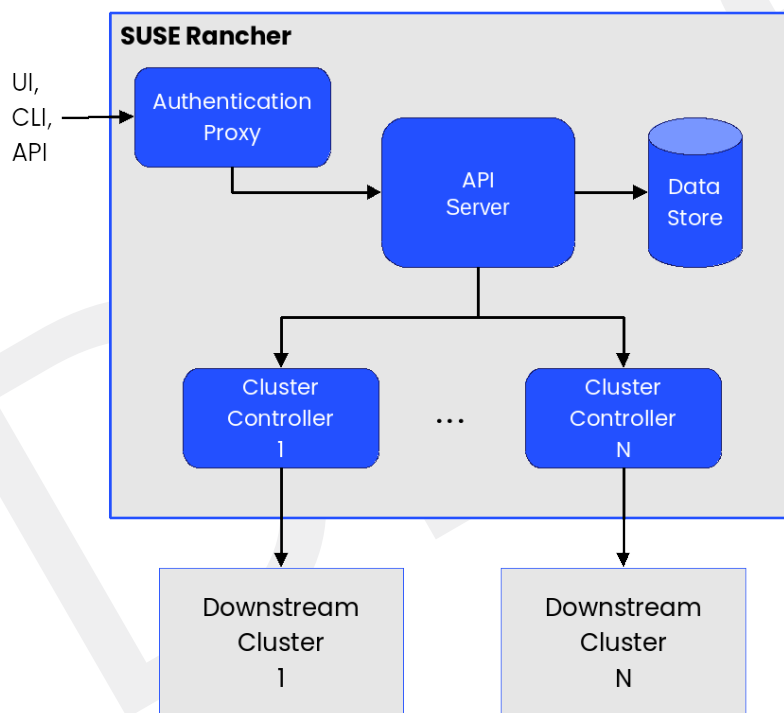 SUSE Rancher
UI,
CLI,
API
Authentication
Proxy
API
Server
Data
Store
Cluster
Controller
1
...
Cluster
Controller
N
Downstream
Cluster
1
Downstream
Cluster
N